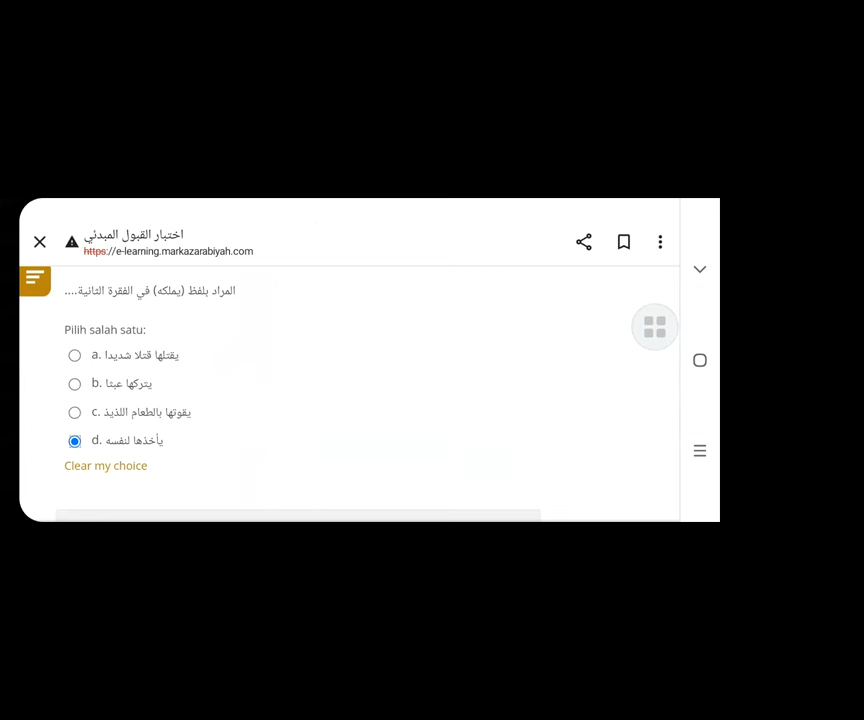 اختبار القبول المبدئي
https://e-learning.markazarabiyah.com
المراد بلفظ (يملكه) في الفقرة الثانية....
Pilih salah satu:
a. يقتلها قتلا شديدا
b. يتركها عبثا
c. يقوتها بالطعام اللذيذ
d. يأخذها لنفسه
Clear my choice